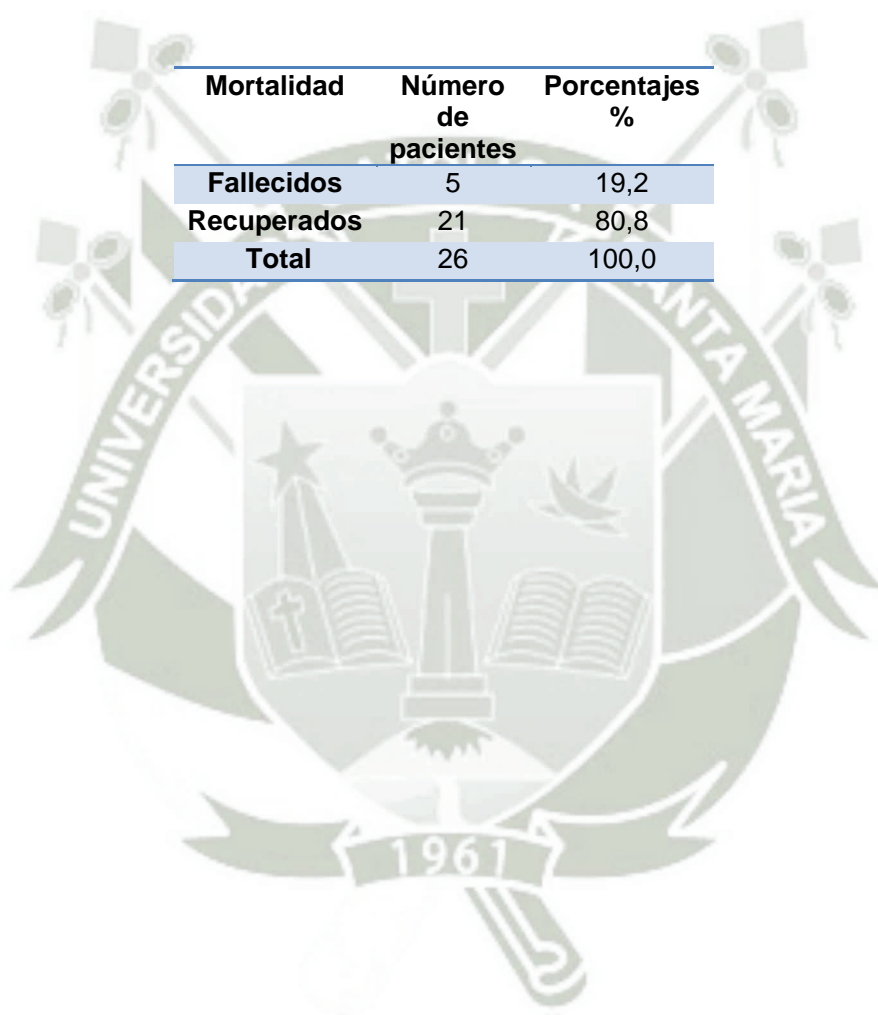 Mortalidad Número de pacientes Porcentajes %
Fallecidos 5 19,2
Recuperados 21 80,8
Total 26 100,0
UNIVERSIDAD SANTA MARIA
1961